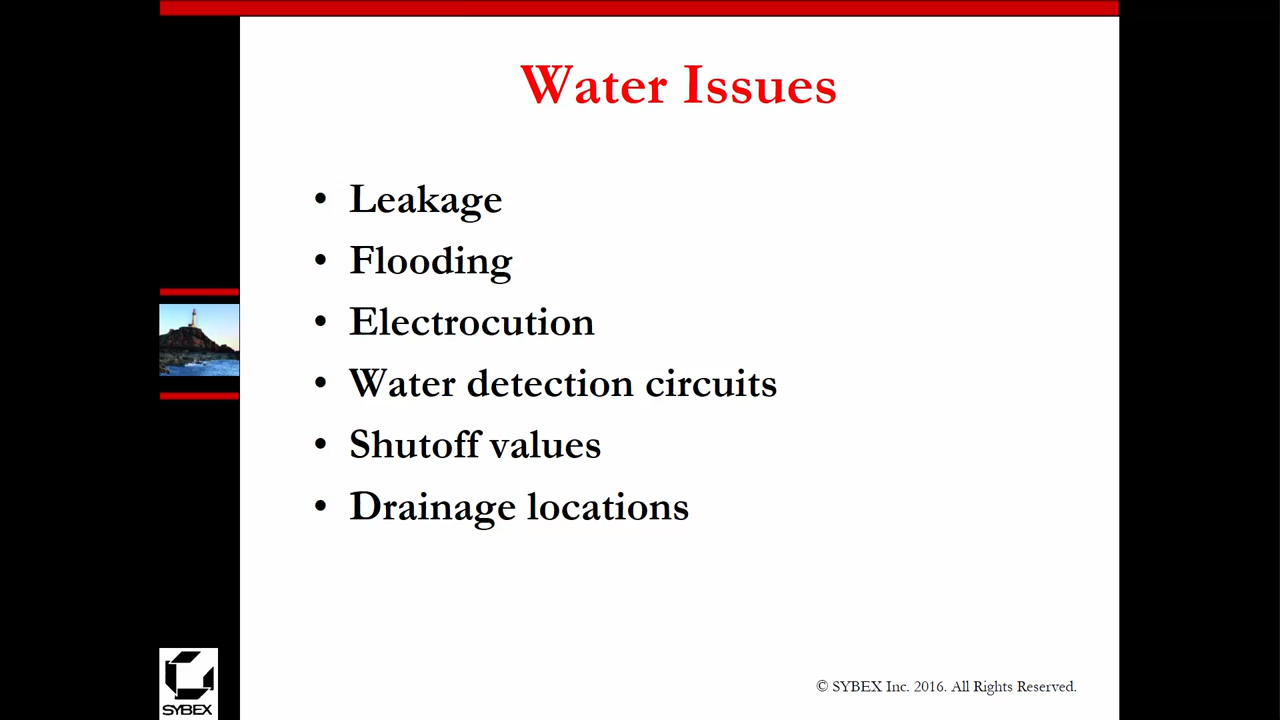 Water Issues
• Leakage
• Flooding
• Electrocution
• Water detection circuits
• Shutoff values
• Drainage locations
© SYBEX Inc. 2016. All Rights Reserved.
SYBEX